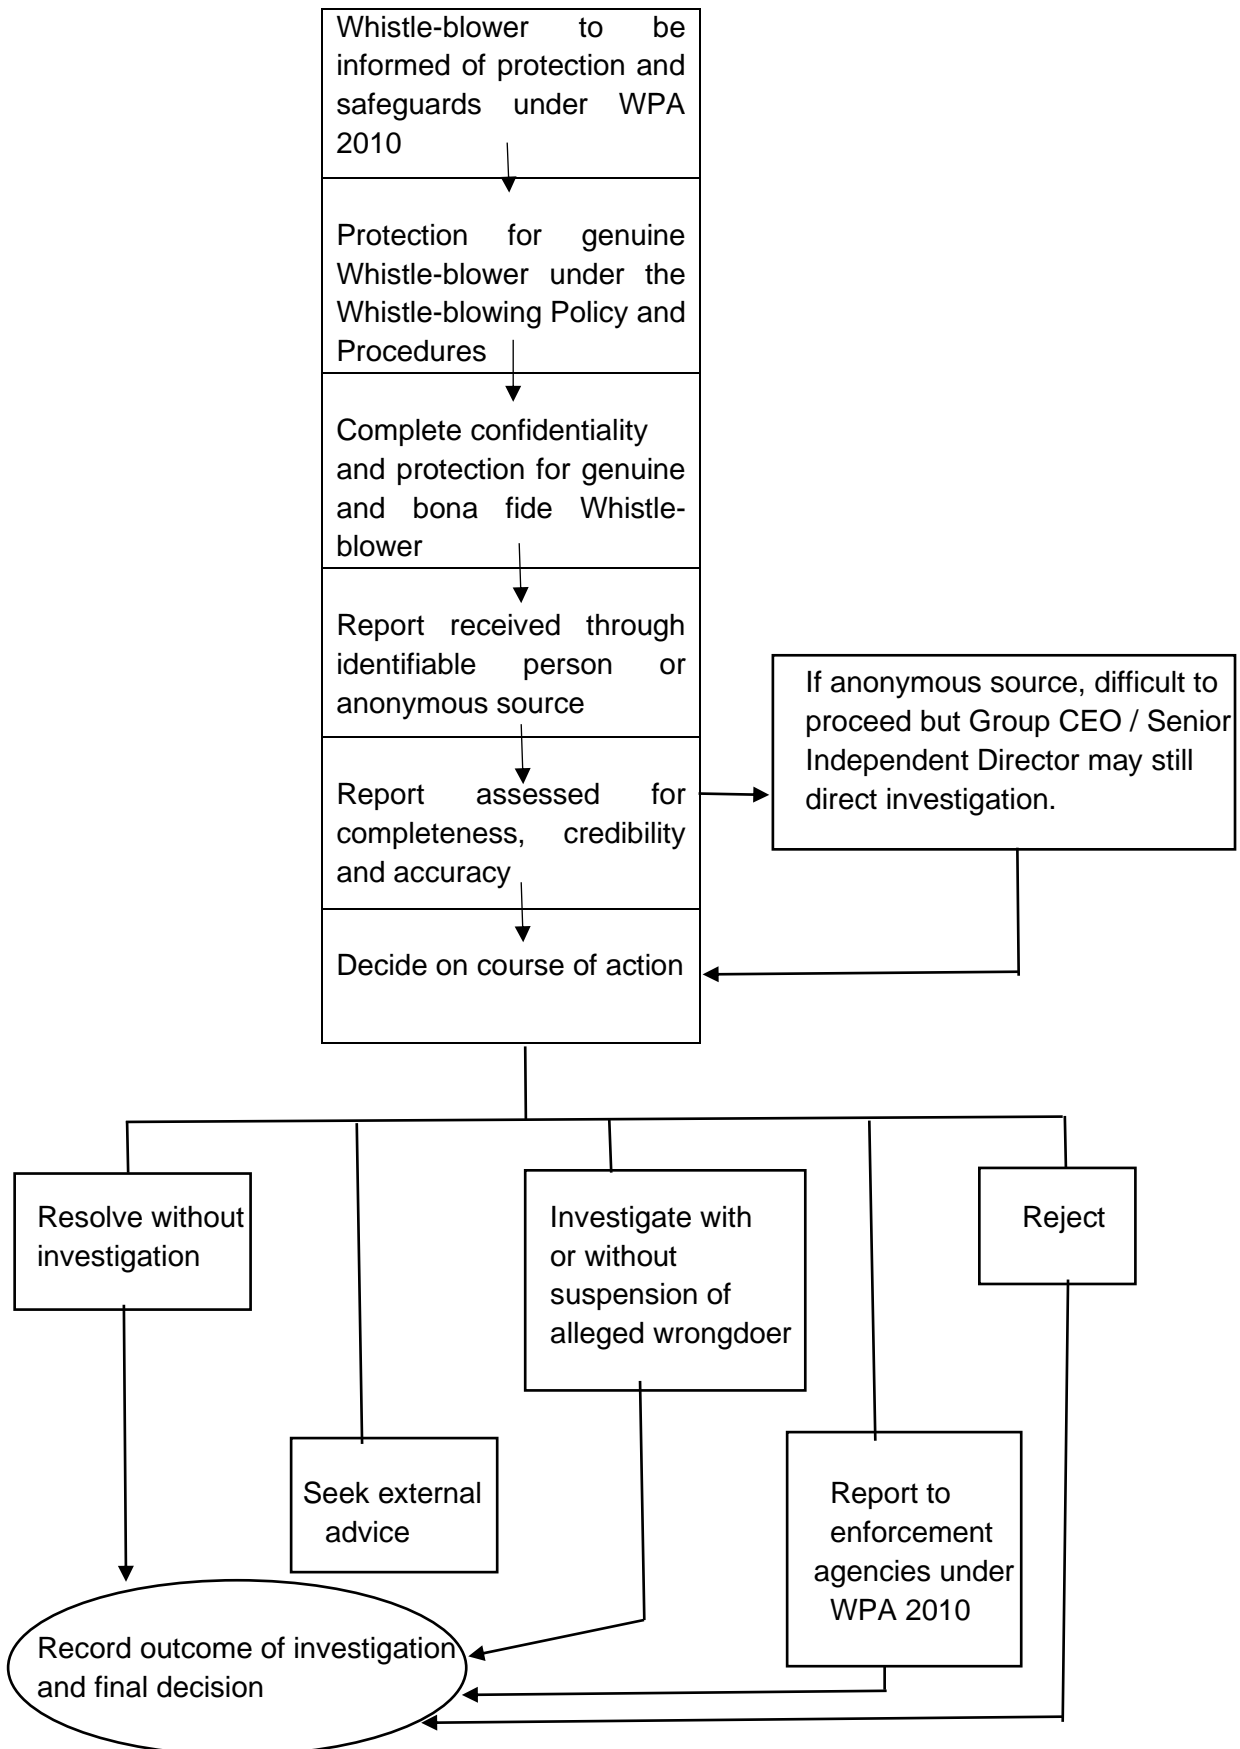 Whistle-blower to be
informed of protection and
safeguards under WPA
2010
Protection for genuine
Whistle-blower under the
Whistle-blowing Policy and
Procedures
Complete confidentiality
and protection for genuine
and bona fide Whistle-
blower
Report received through
identifiable person or
anonymous source
If anonymous source, difficult to
proceed but Group CEO / Senior
Independent Director may still
direct investigation.
Report assessed for
completeness, credibility
and accuracy
Decide on course of action
Resolve without
investigation
Seek external
advice
Investigate with
or without
suspension of
alleged wrongdoer
Report to
enforcement
agencies under
WPA 2010
Reject
Record outcome of investigation
and final decision